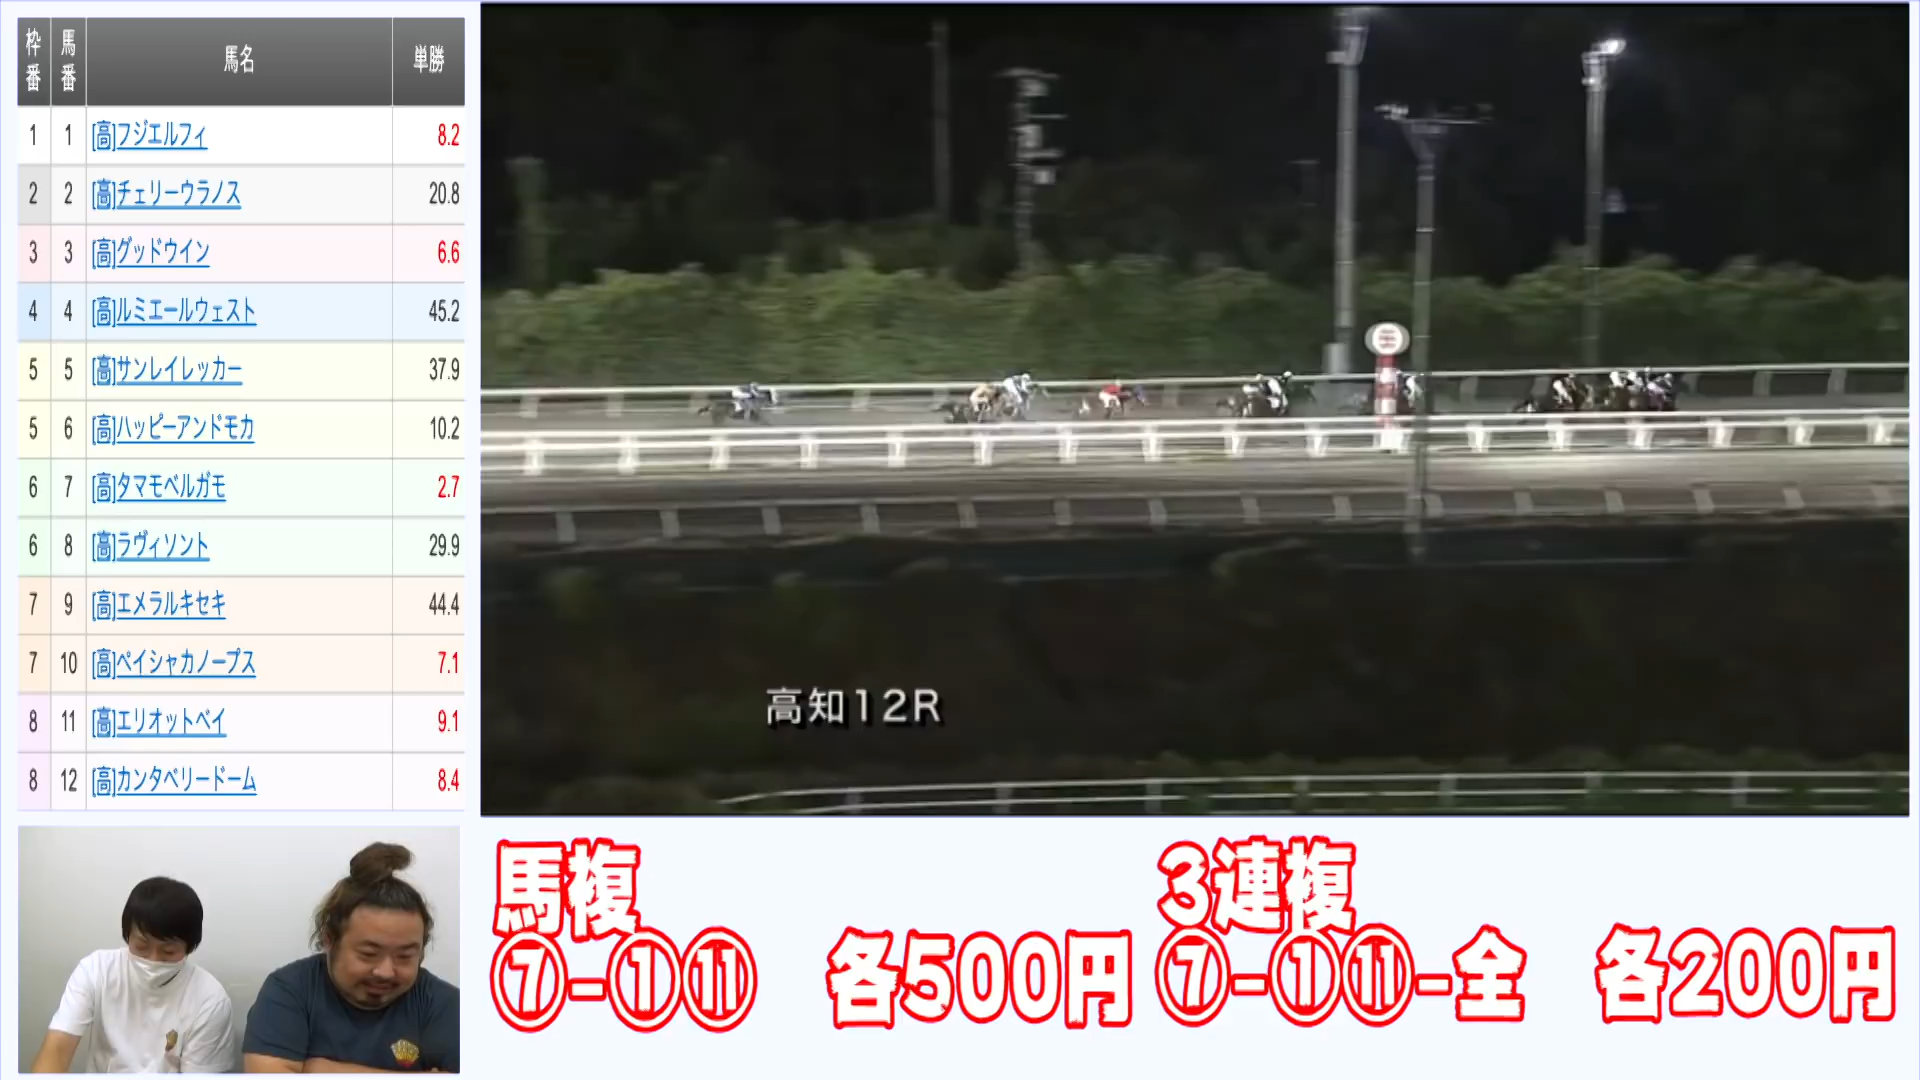 枠番 馬番 馬名 単勝
1 1 [高]フジエルフィ 8.2
2 2 [高]チェリーウラノス 20.8
3 3 [高]グッドウイン 6.6
4 4 [高]ルミエールウェスト 45.2
5 5 [高]サンレイレッカー 37.9
5 6 [高]ハッピーアンドモカ 10.2
6 7 [高]タマモベルガモ 2.7
6 8 [高]ラヴィソント 29.9
7 9 [高]エメラルキセキ 44.4
7 10 [高]ペイシャカノープス 7.1
8 11 [高]エリオットベイ 9.1
8 12 [高]カンタベリードーム 8.4
高知12R
馬複
⑦-①⑪ 各500円
3連複
⑦-①⑪-全 各200円